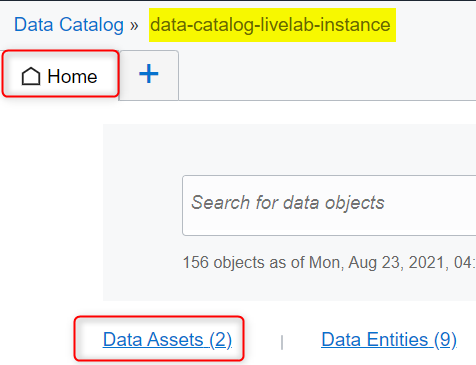 Data Catalog » data-catalog-livelab-instance
Home +
Search for data objects
156 objects as of Mon, Aug 23, 2021, 04:
Data Assets (2) | Data Entities (9)